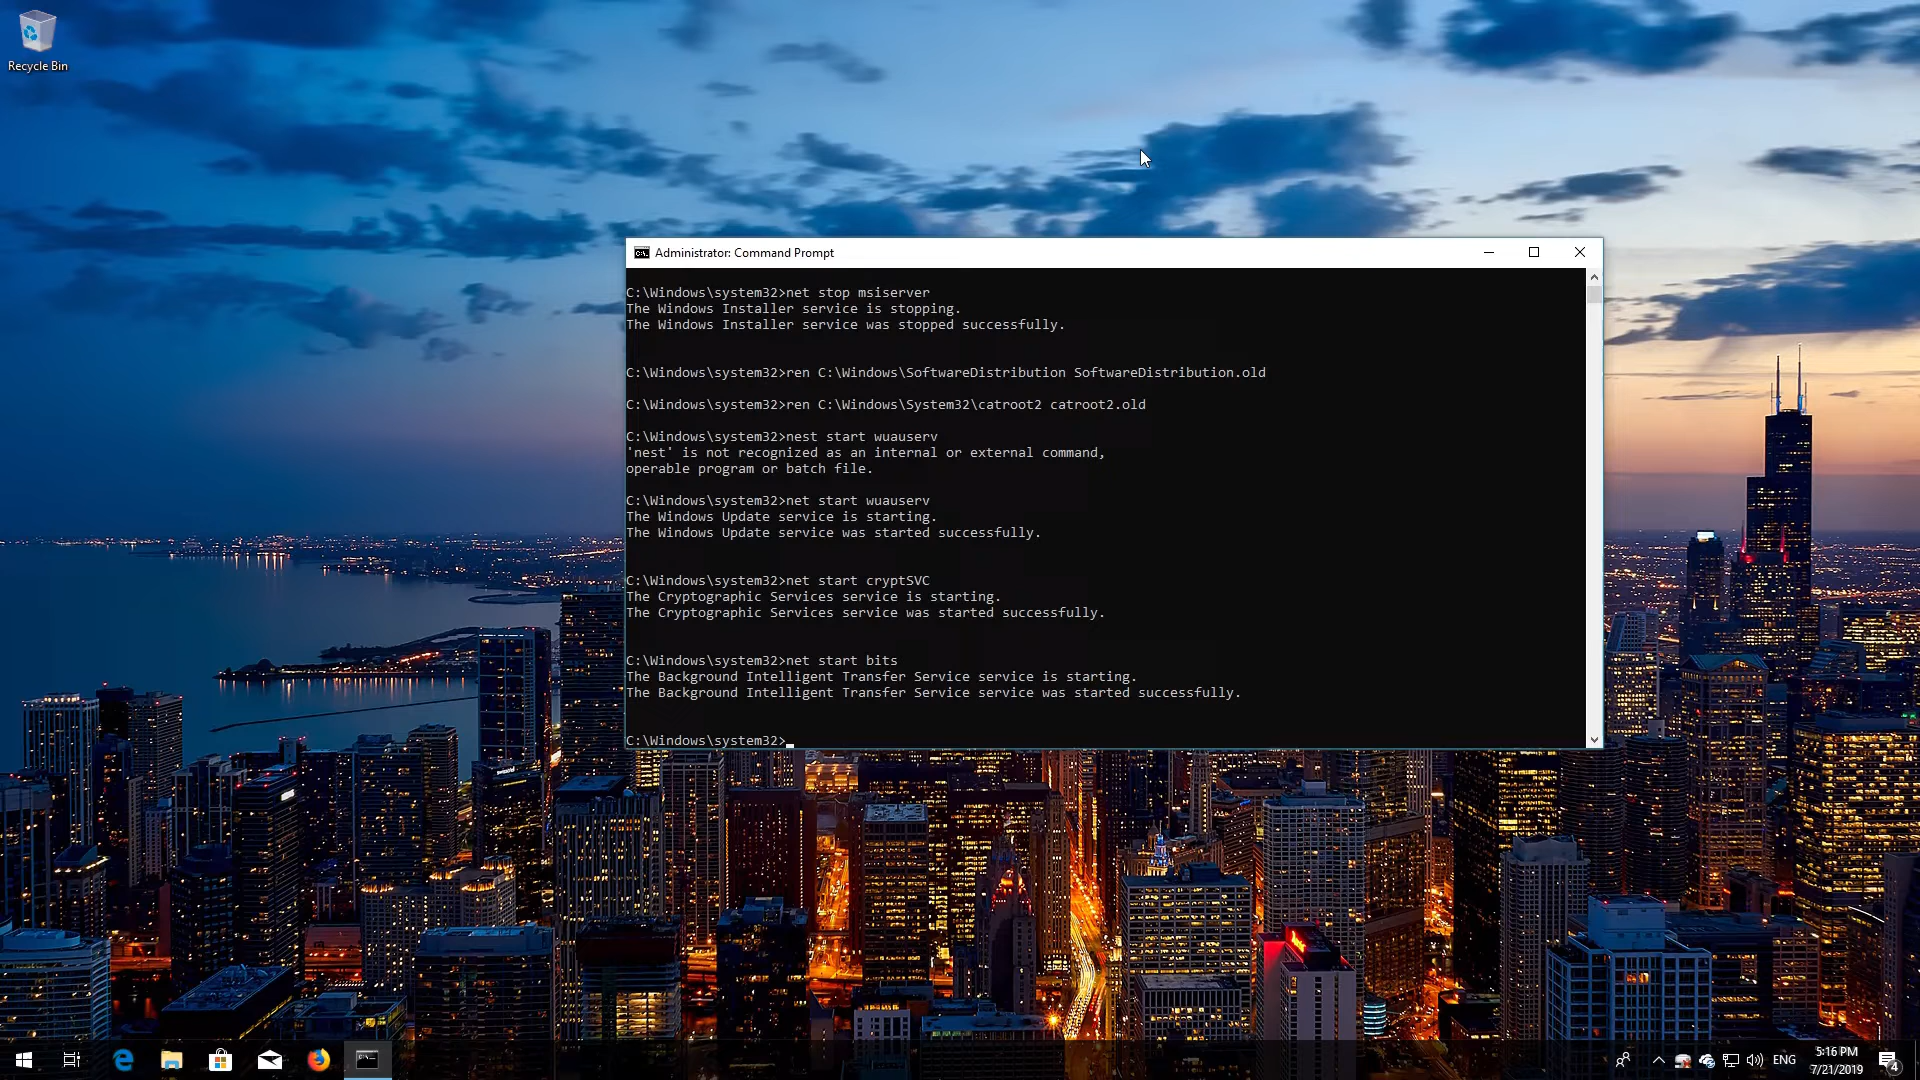 Recycle Bin
Administrator: Command Prompt
C:\Windows\system32>net stop msiserver
The Windows Installer service is stopping.
The Windows Installer service was stopped successfully.
C:\Windows\system32>ren C:\Windows\SoftwareDistribution SoftwareDistribution.old
C:\Windows\system32>ren C:\Windows\System32\catroot2 catroot2.old
C:\Windows\system32>nest start wuauserv
'nest' is not recognized as an internal or external command,
operable program or batch file.
C:\Windows\system32>net start wuauserv
The Windows Update service is starting.
The Windows Update service was started successfully.
C:\Windows\system32>net start cryptSVC
The Cryptographic Services service is starting.
The Cryptographic Services service was started successfully.
C:\Windows\system32>net start bits
The Background Intelligent Transfer Service service is starting.
The Background Intelligent Transfer Service service was started successfully.
C:\Windows\system32>
ENG
5:16 PM
7/21/2019
4